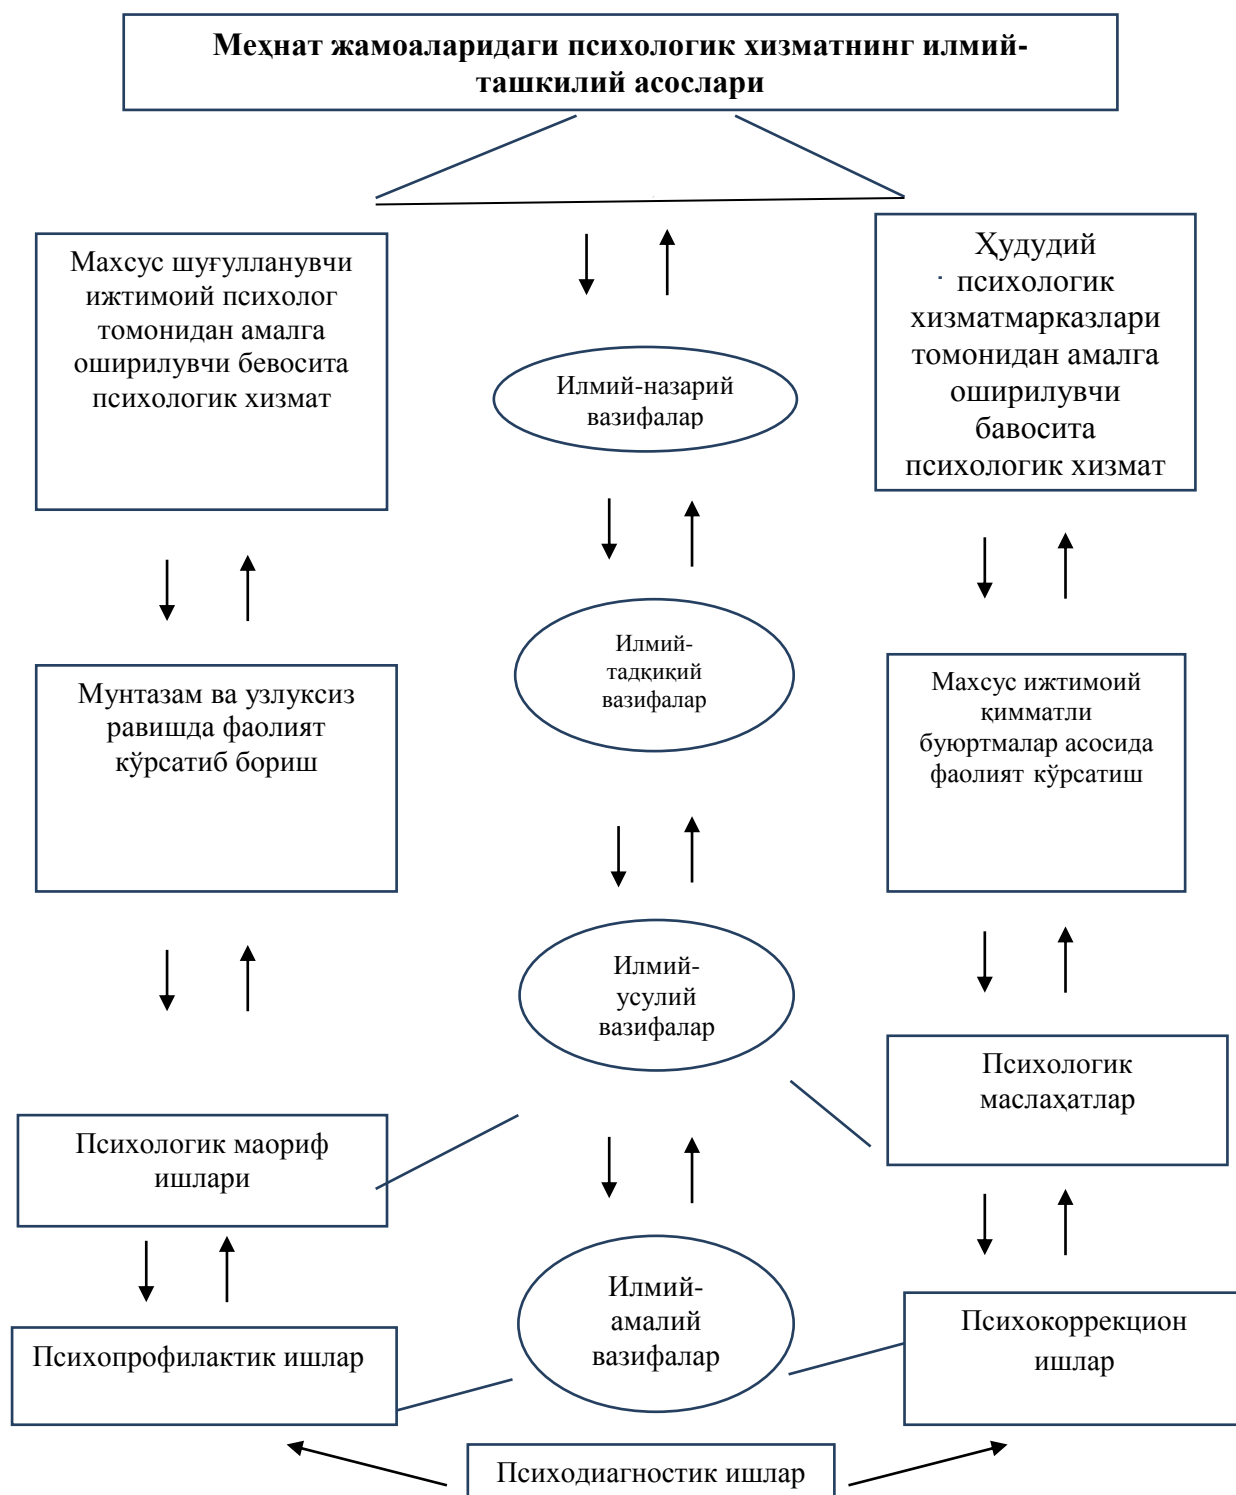 Меҳнат жамоаларидаги психологик хизматнинг илмий-
ташкилий асослари
Махсус шуғулланувчи
ижтимоий психолог
томонидан амалга
оширилувчи бевосита
психологик хизмат
Илмий-назарий
вазифалар
Ҳудудий
психологик
хизматмарказлари
томонидан амалга
оширилувчи
бавосита
психологик хизмат
Мунтазам ва узлуксиз
равишда фаолият
кўрсатиб бориш
Илмий-
тадқиқий
вазифалар
Махсус ижтимоий
қимматли
буюртмалар асосида
фаолият кўрсатиш
Илмий-
усулий
вазифалар
Психологик маориф
ишлари
Психологик
маслаҳатлар
Психопрофилактик ишлар
Илмий-
амалий
вазифалар
Психокоррекцион
ишлар
Психодиагностик ишлар